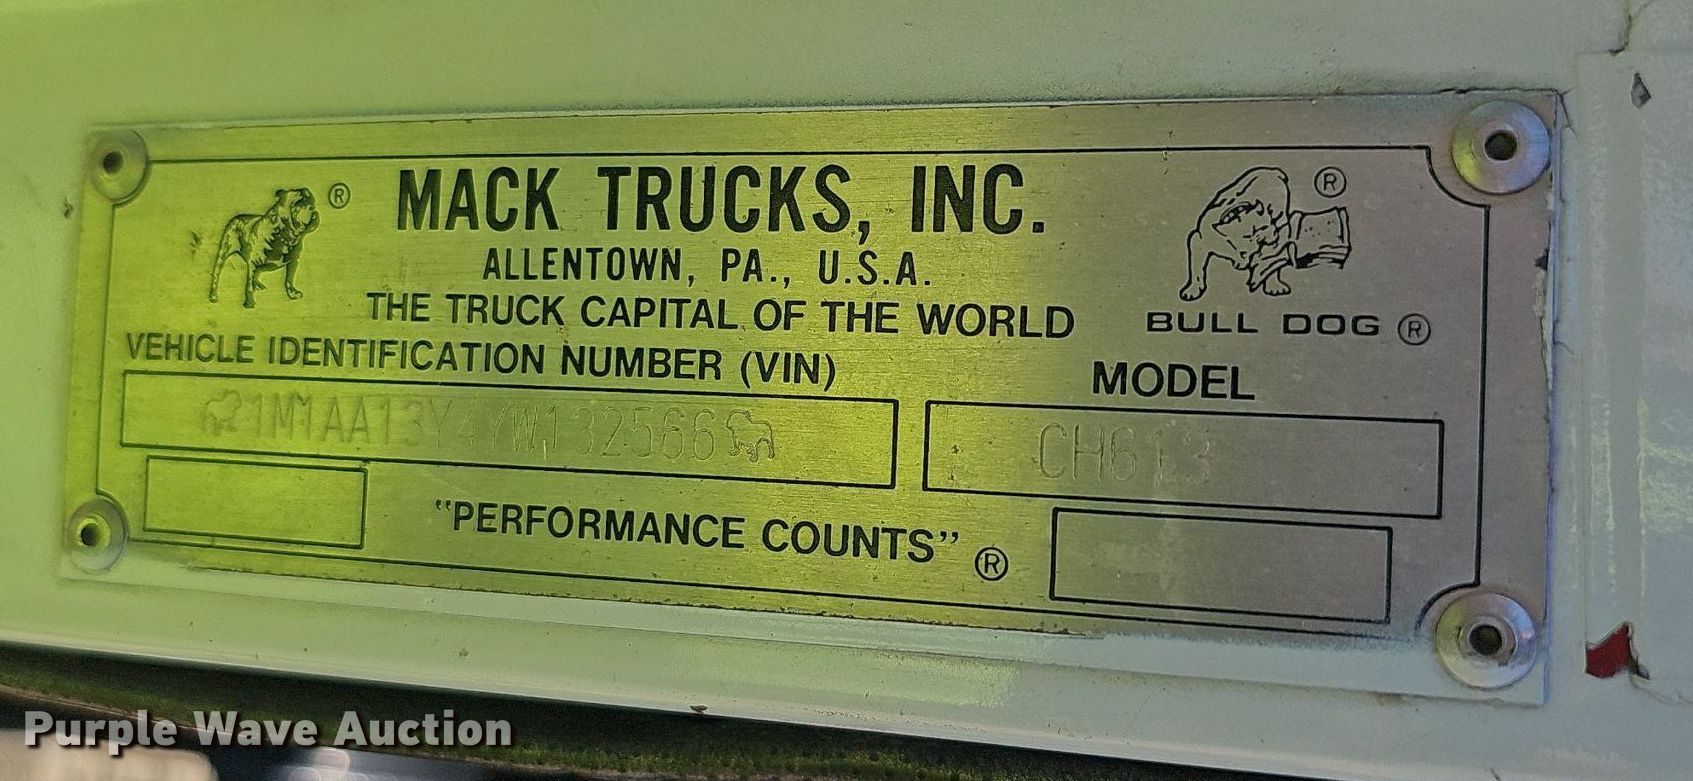 MACK TRUCKS, INC.
ALLENTOWN, PA., U.S.A.
THE TRUCK CAPITAL OF THE WORLD
®
®
BULL DOG ®
VEHICLE IDENTIFICATION NUMBER (VIN)
MODEL
1M1AA13Y4YW132566
CH613
"PERFORMANCE COUNTS" ®
Purple Wave Auction